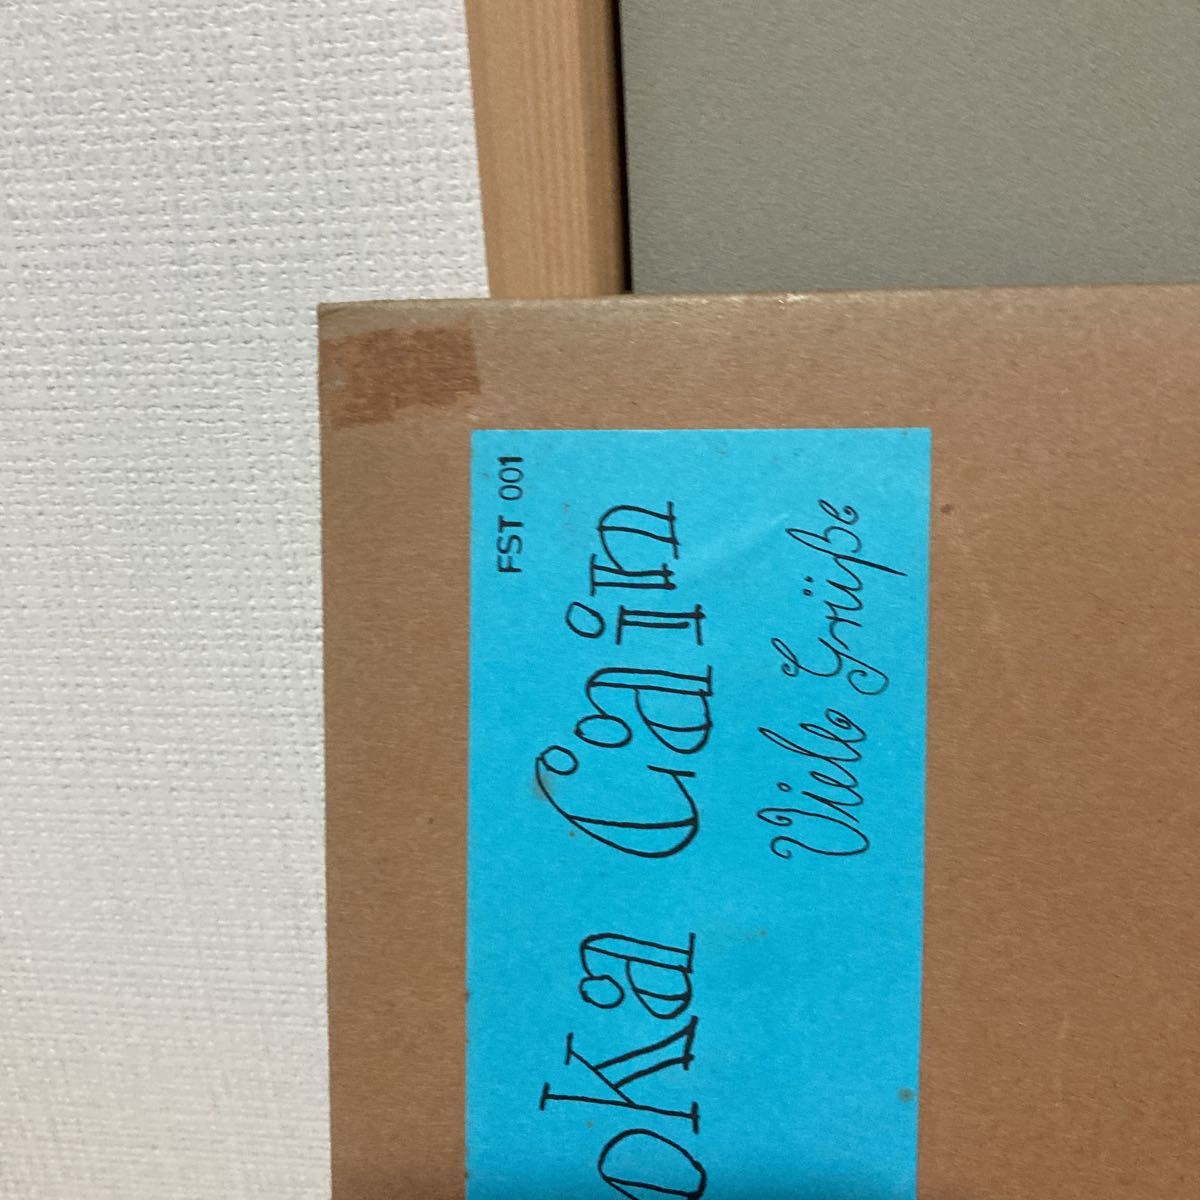 FST 001
oka Cain
Viele Grüße